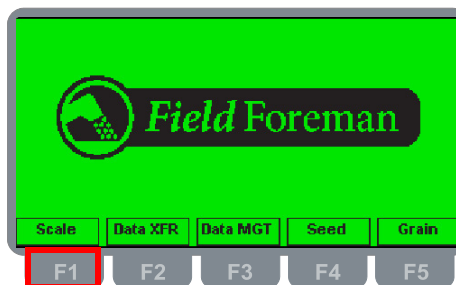 Field Foreman
Scale Data XFR Data MGT Seed Grain
F1 F2 F3 F4 F5